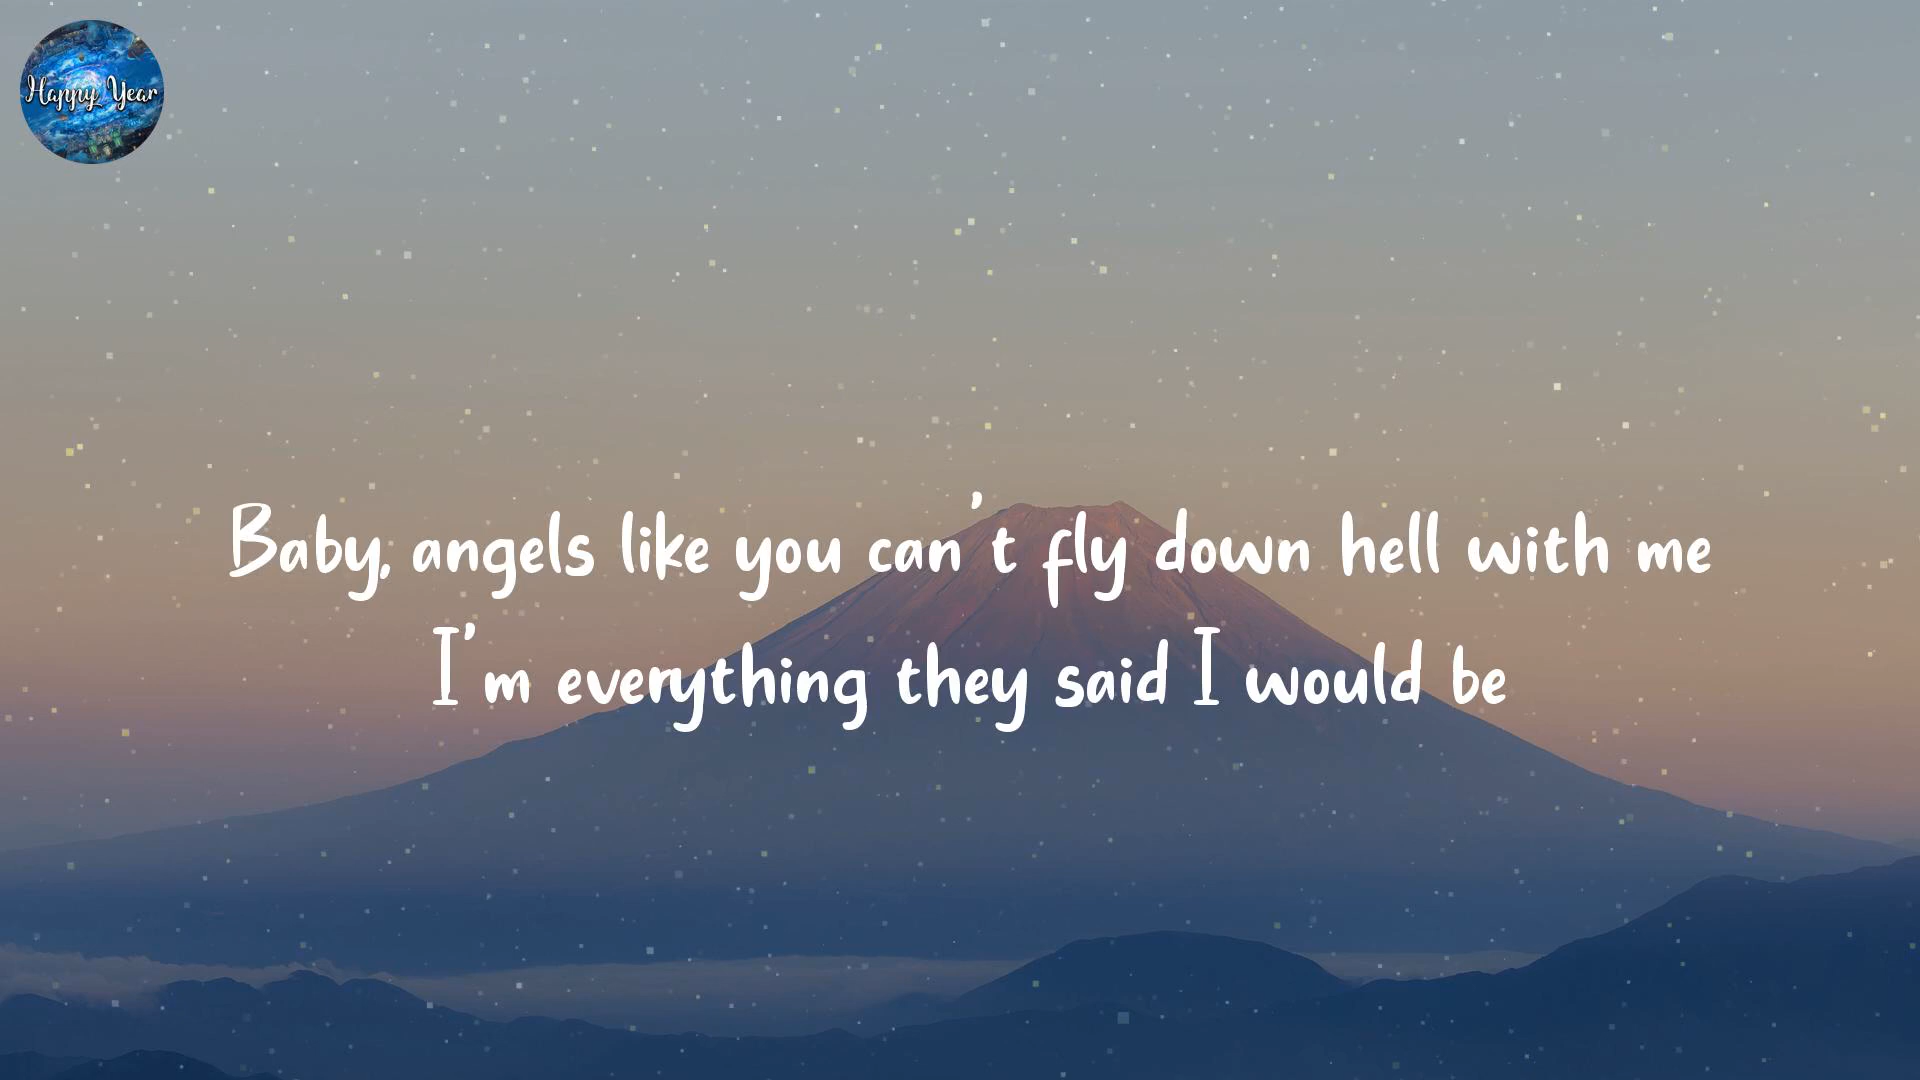 Happy Year
Baby, angels like you can't fly down hell with me
I'm everything they said I would be